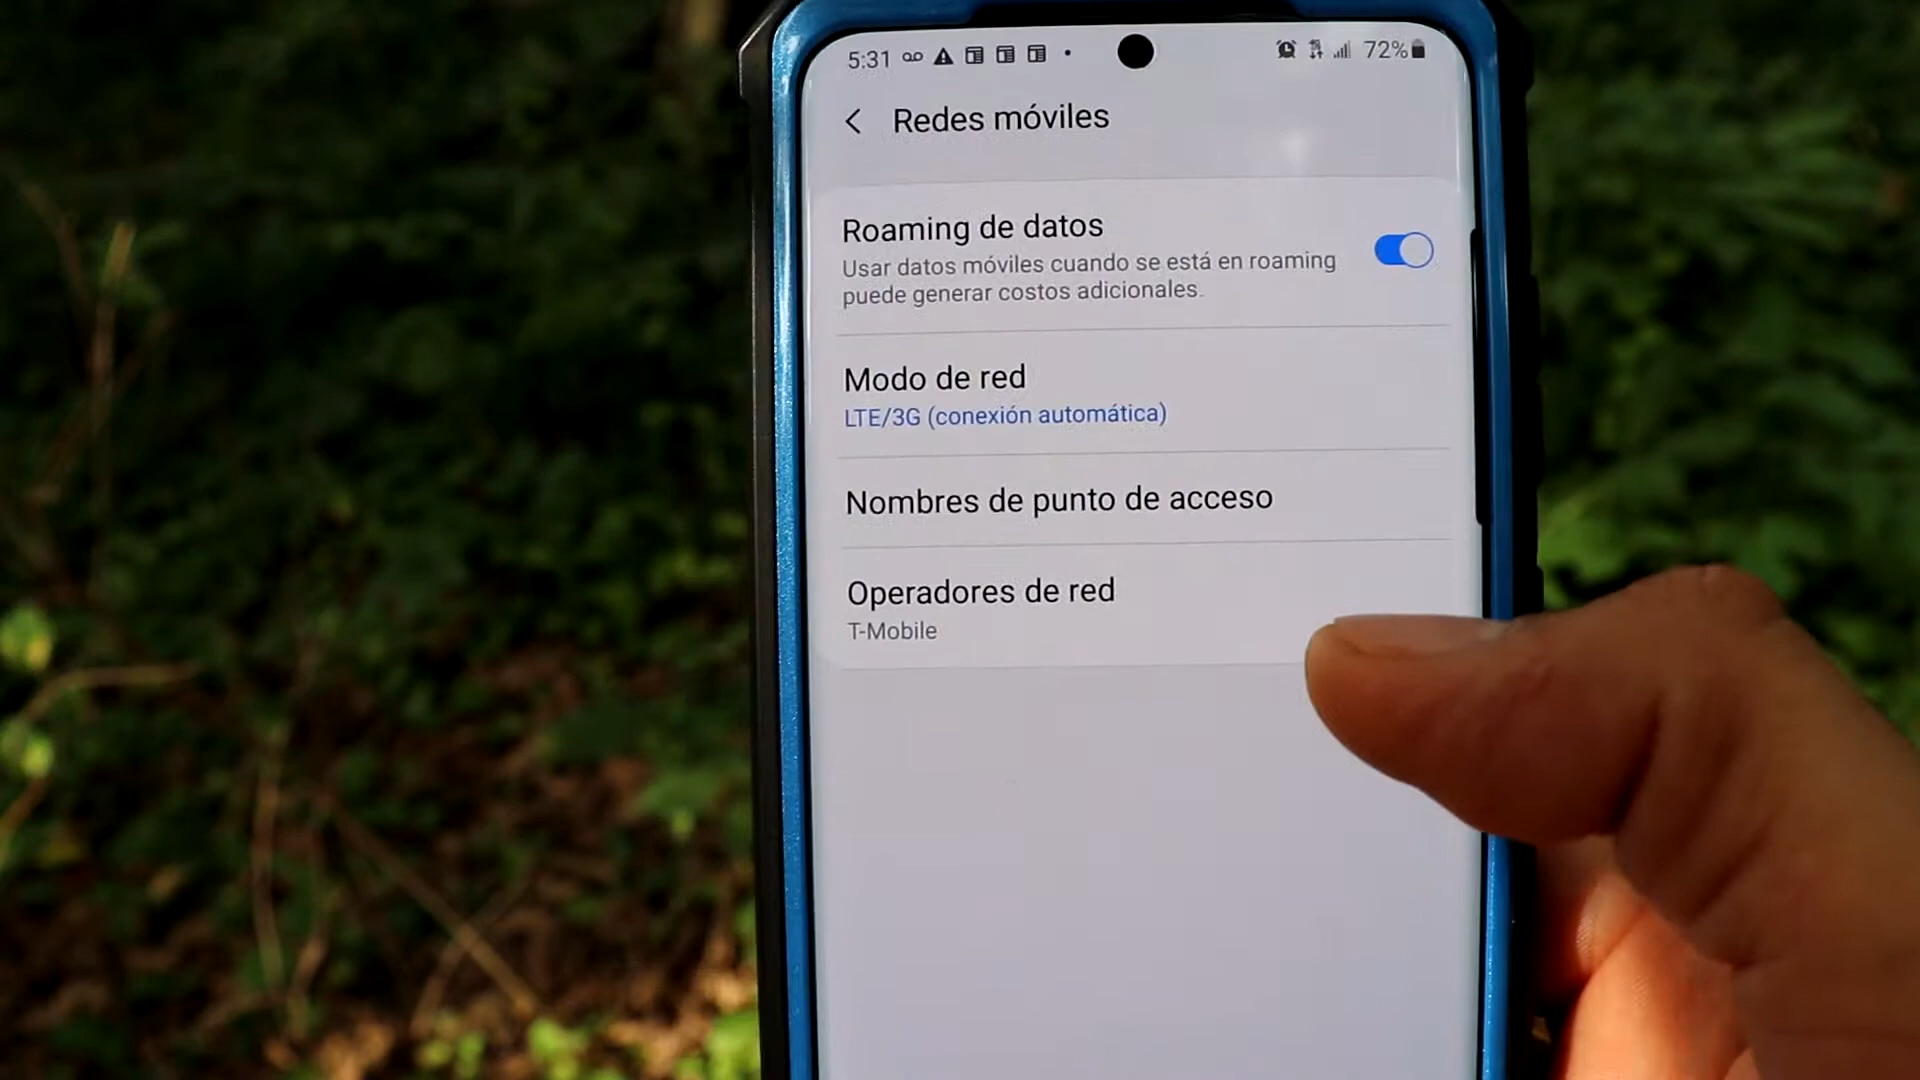 5:31
72%
Redes móviles
Roaming de datos
Usar datos móviles cuando se está en roaming
puede generar costos adicionales.
Modo de red
LTE/3G (conexión automática)
Nombres de punto de acceso
Operadores de red
T-Mobile